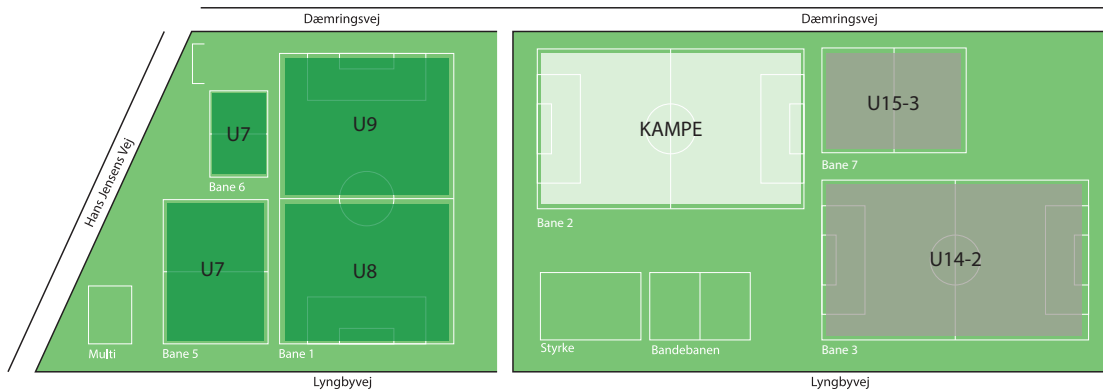 Dæmringsvej
Dæmringsvej
Hans Jensens Vej
U7
Bane 6
U9
U7
Bane 5
U8
Bane 1
Multi
KAMPE
Bane 2
U15-3
Bane 7
U14-2
Bane 3
Styrke
Bandebanen
Lyngbyvej
Lyngbyvej